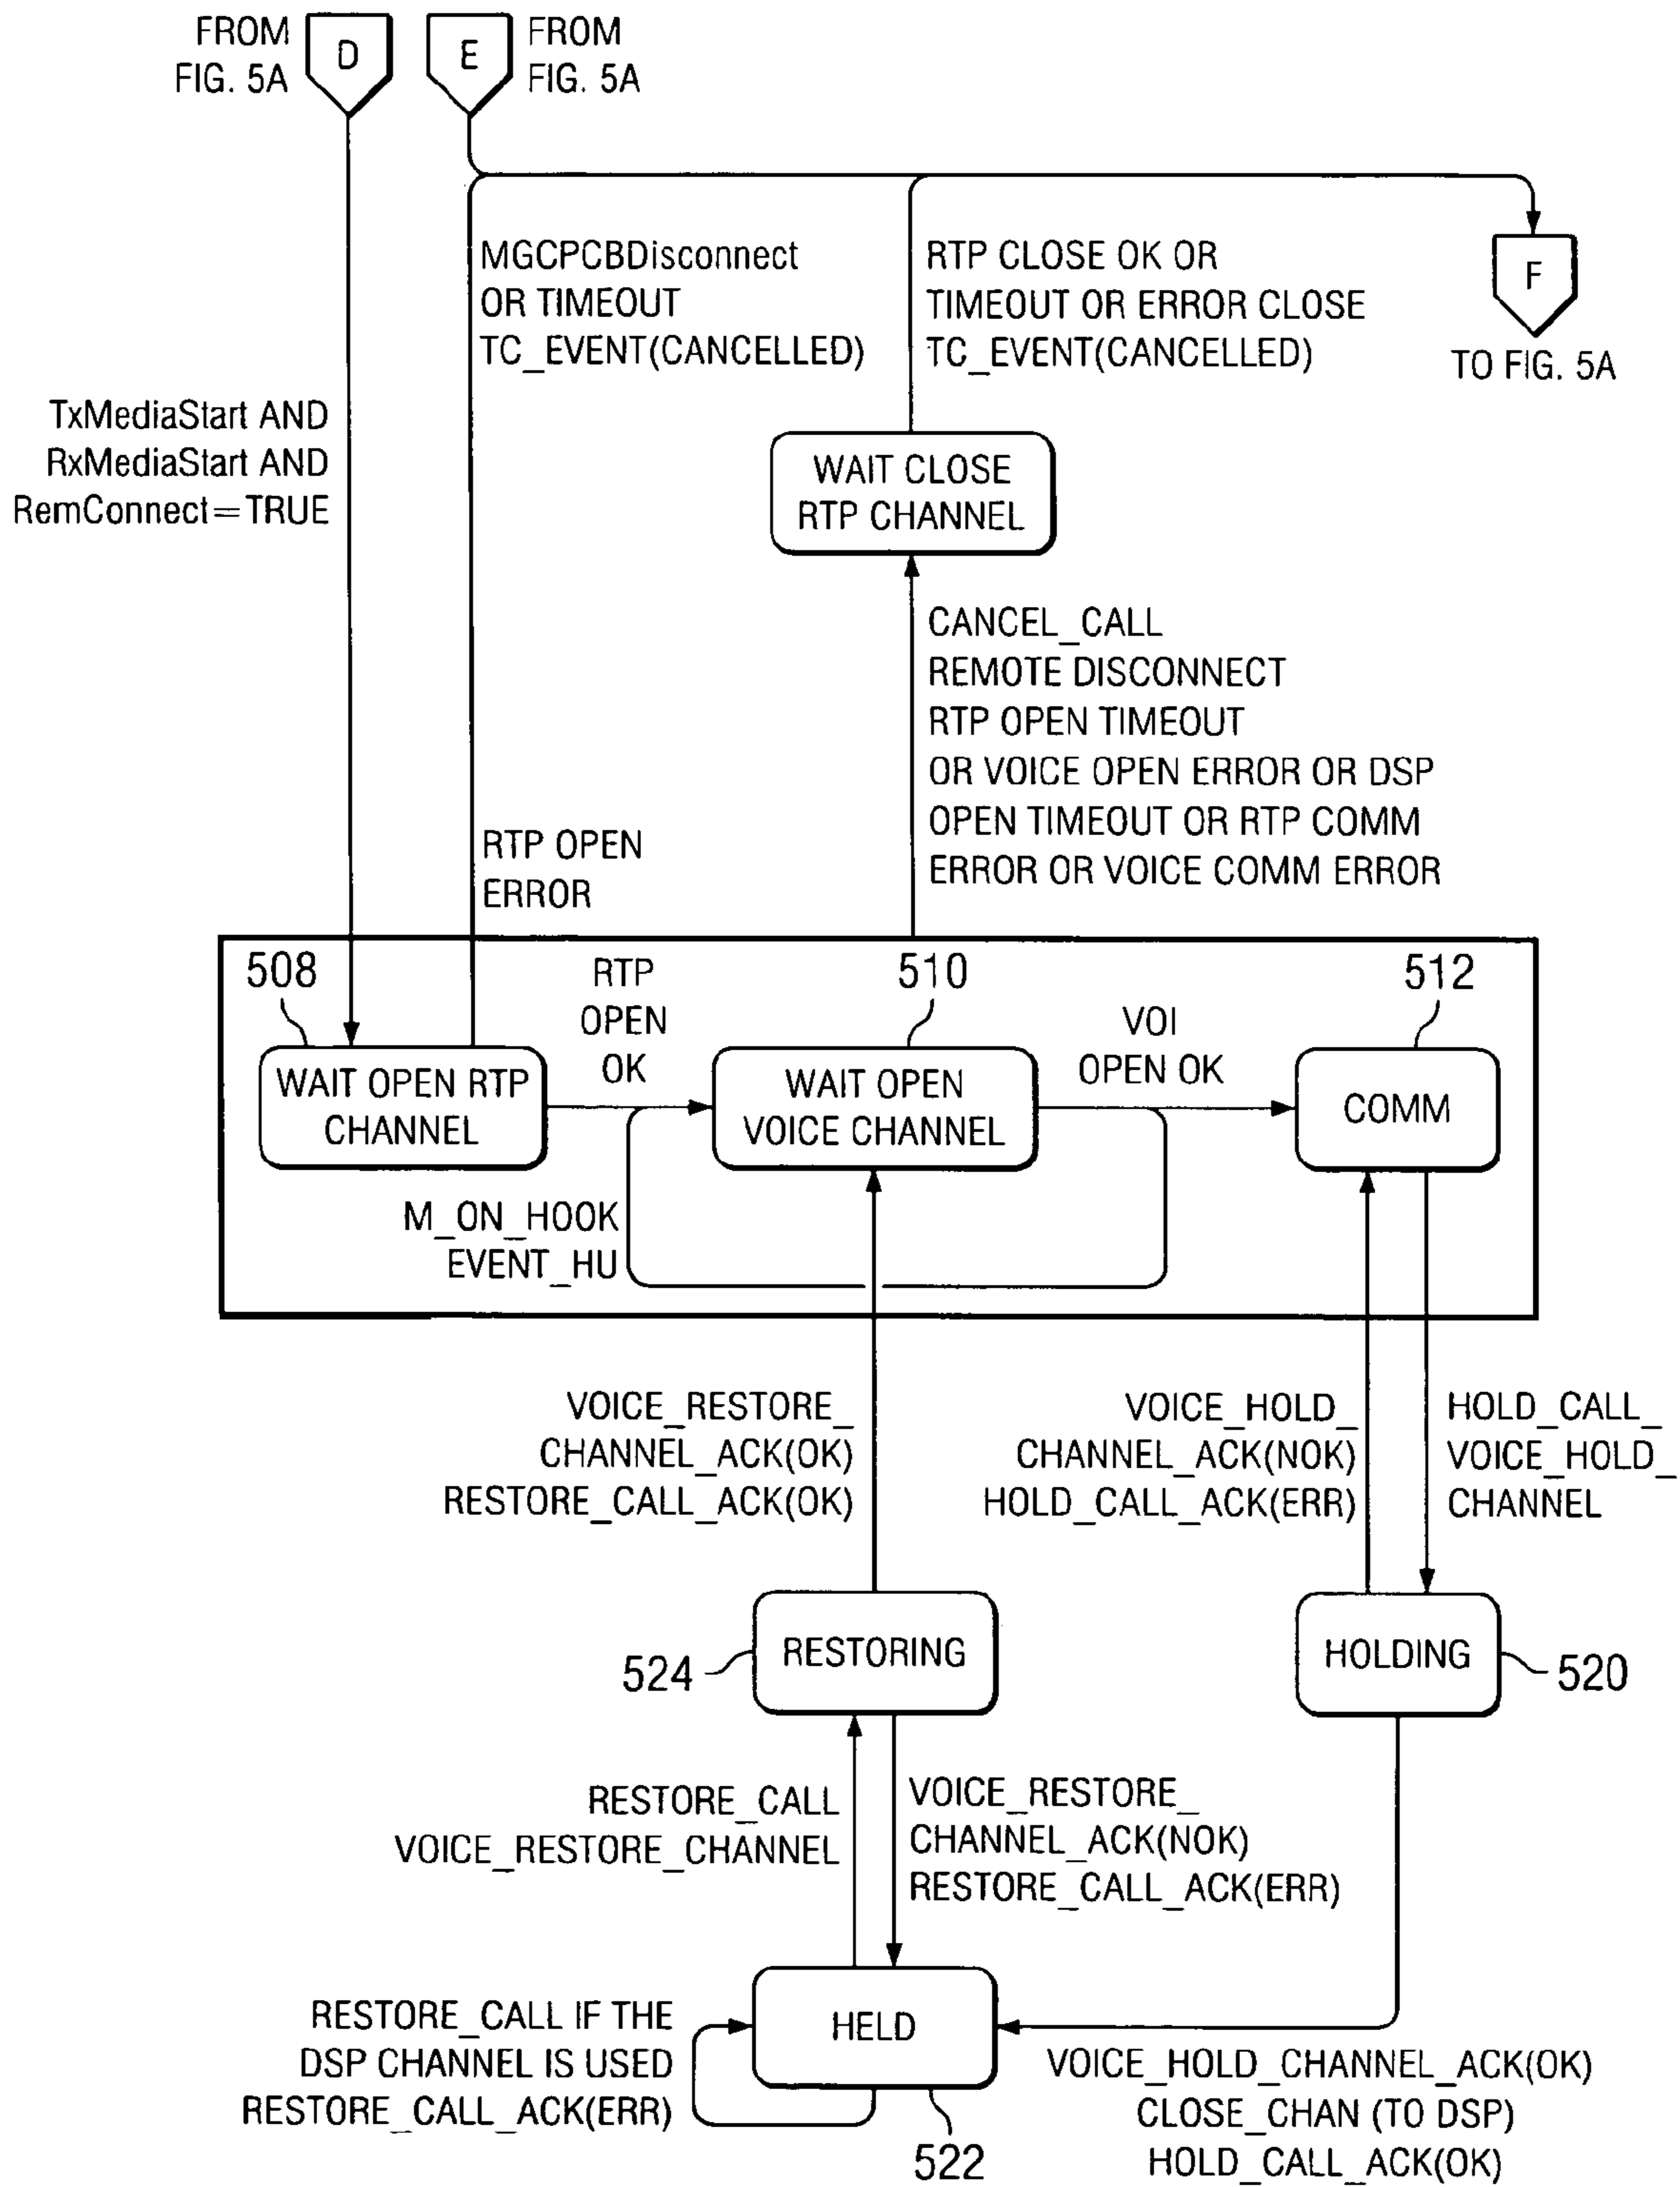 FROM
FIG. 5A
D
E
FROM
FIG. 5A
MGCPCBDisconnect
OR TIMEOUT
TC_EVENT(CANCELLED)
RTP CLOSE OK OR
TIMEOUT OR ERROR CLOSE
TC_EVENT(CANCELLED)
F
TO FIG. 5A
TxMediaStart AND
RxMediaStart AND
RemConnect=TRUE
WAIT CLOSE
RTP CHANNEL
CANCEL_CALL
REMOTE DISCONNECT
RTP OPEN TIMEOUT
OR VOICE OPEN ERROR OR DSP
OPEN TIMEOUT OR RTP COMM
ERROR OR VOICE COMM ERROR
RTP OPEN
ERROR
508
RTP
OPEN
OK
510
VOI
OPEN OK
512
WAIT OPEN RTP
CHANNEL
WAIT OPEN
VOICE CHANNEL
COMM
M_ON_HOOK
EVENT_HU
VOICE_RESTORE_
CHANNEL_ACK(OK)
RESTORE_CALL_ACK(OK)
VOICE_HOLD_
CHANNEL_ACK(NOK)
HOLD_CALL_ACK(ERR)
HOLD_CALL_
VOICE_HOLD_
CHANNEL
524
RESTORING
HOLDING
520
RESTORE_CALL
VOICE_RESTORE_CHANNEL
VOICE_RESTORE_
CHANNEL_ACK(NOK)
RESTORE_CALL_ACK(ERR)
RESTORE_CALL IF THE
DSP CHANNEL IS USED
RESTORE_CALL_ACK(ERR)
HELD
522
VOICE_HOLD_CHANNEL_ACK(OK)
CLOSE_CHAN (TO DSP)
HOLD_CALL_ACK(OK)